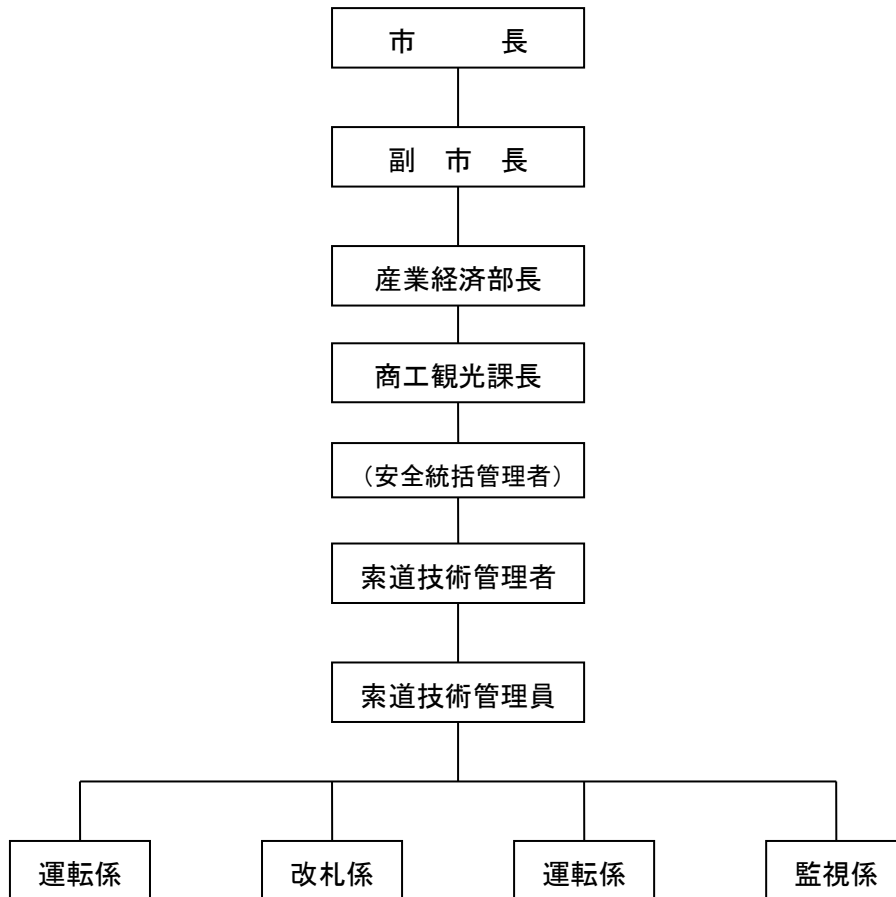 市　　長
副　市　長
産業経済部長
商工観光課長
（安全統括管理者）
索道技術管理者
索道技術管理員
運転係　改札係　運転係　監視係